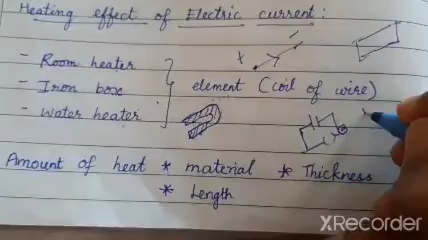 Heating effect of Electric current:
- Room heater
- Iron box
- Water heater
element (coil of wire)
Amount of heat * material * Thickness
* Length
XRecorder